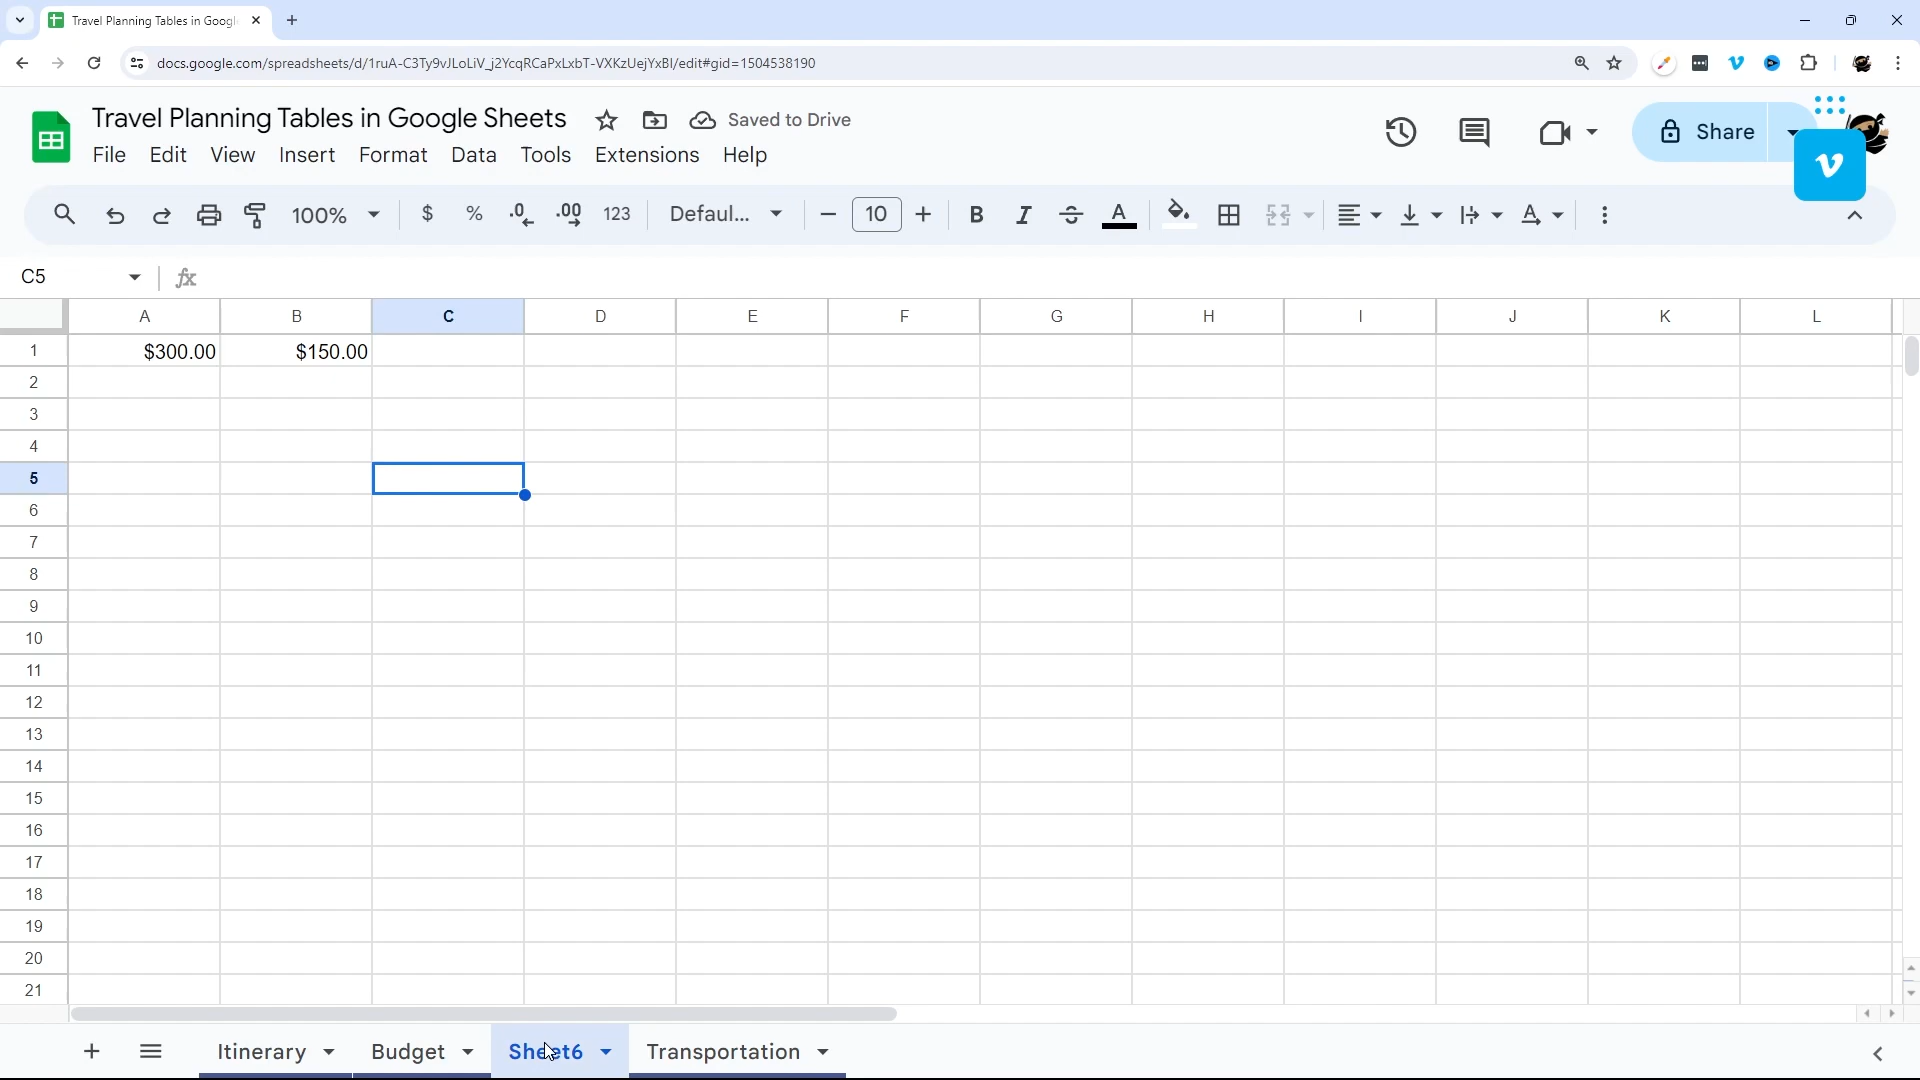 Travel Planning Tables in Googl
docs.google.com/spreadsheets/d/1ruA-C3Ty9vJLoLiV_j2YcqRCaPxLxbT-VXKzUejYxBI/edit#gid=1504538190
Travel Planning Tables in Google Sheets
Saved to Drive
File Edit View Insert Format Data Tools Extensions Help
Share
100% $ % .0 .00 123 Defaul... 10 B I S A
C5 fx
A B C D E F G H I J K L
1 $300.00 $150.00
2
3
4
5
6
7
8
9
10
11
12
13
14
15
16
17
18
19
20
21
Itinerary Budget Sheet6 Transportation